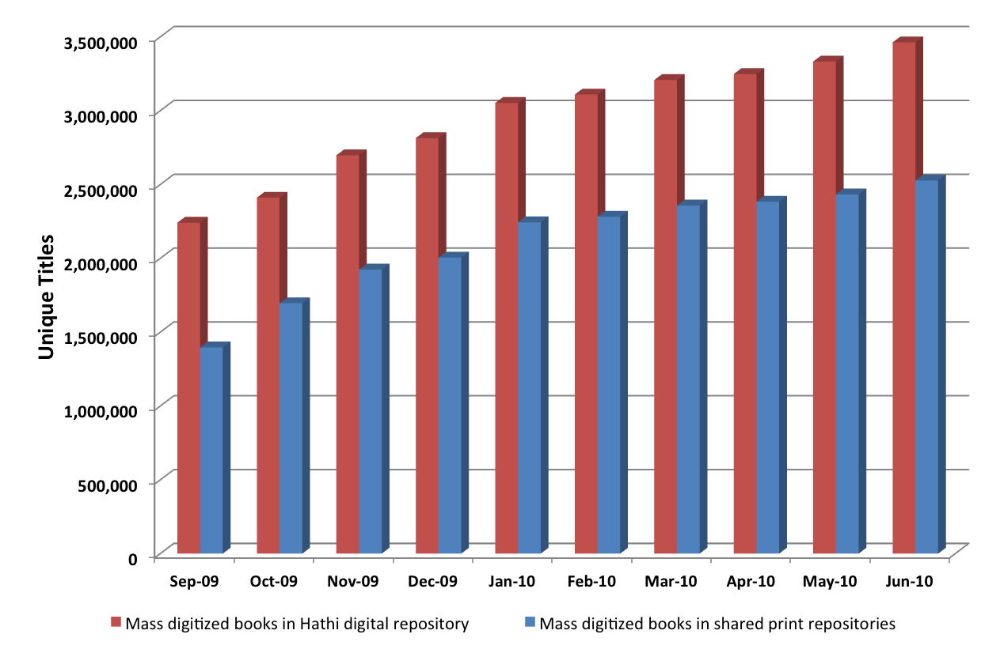 3,500,000
3,000,000
2,500,000
2,000,000
1,500,000
1,000,000
500,000
0
Unique Titles
Sep-09 Oct-09 Nov-09 Dec-09 Jan-10 Feb-10 Mar-10 Apr-10 May-10 Jun-10
Mass digitized books in Hathi digital repository Mass digitized books in shared print repositories